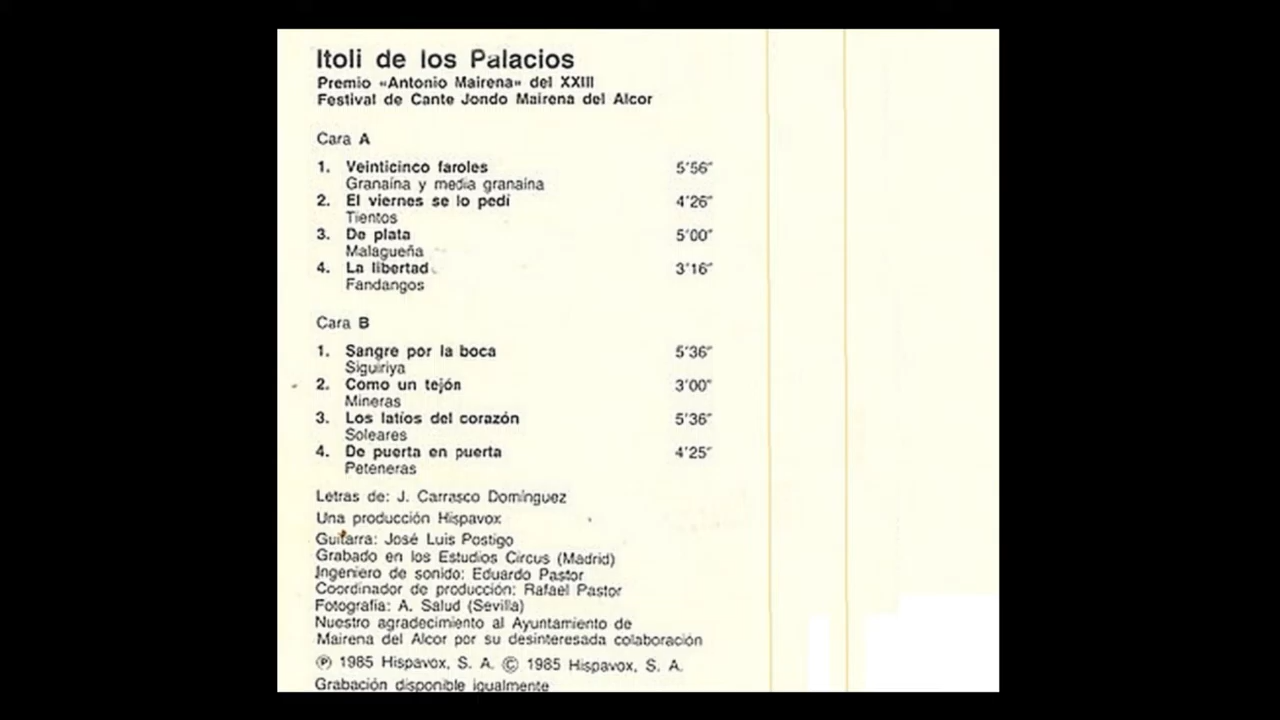 Itoli de los Palacios
Premio «Antonio Mairena» del XXIII
Festival de Cante Jondo Mairena del Alcor
Cara A
1. Veinticinco faroles 5'56"
Granaína y media granaína
2. El viernes se lo pedí 4'26"
Tientos
3. De plata 5'00"
Malagueña
4. La libertad 3'16"
Fandangos
Cara B
1. Sangre por la boca 5'36"
Siguiriya
2. Como un tejón 3'00"
Mineras
3. Los latíos del corazón 5'36"
Soleares
4. De puerta en puerta 4'25"
Peteneras
Letras de: J. Carrasco Domínguez
Una producción Hispavox
Guitarra: José Luis Postigo
Grabado en los Estudios Circus (Madrid)
Ingeniero de sonido: Eduardo Pastor
Coordinador de producción: Rafael Pastor
Fotografía: A. Salud (Sevilla)
Nuestro agradecimiento al Ayuntamiento de
Mairena del Alcor por su desinteresada colaboración
℗ 1985 Hispavox, S. A. © 1985 Hispavox, S. A.
Grabación disponible igualmente